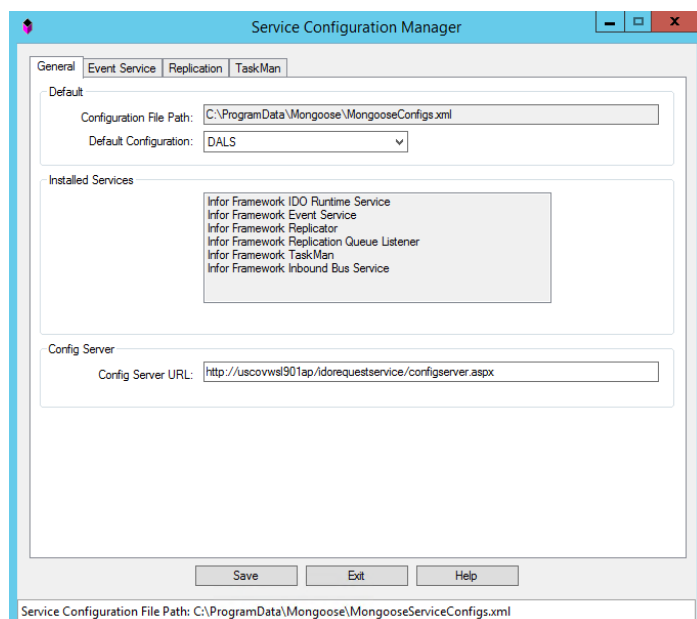 Service Configuration Manager
General Event Service Replication TaskMan
Default
Configuration File Path: C:\ProgramData\Mongoose\MongooseConfigs.xml
Default Configuration: DALS
Installed Services
Infor Framework IDO Runtime Service
Infor Framework Event Service
Infor Framework Replicator
Infor Framework Replication Queue Listener
Infor Framework TaskMan
Infor Framework Inbound Bus Service
Config Server
Config Server URL: http://uscovwsl901ap/idorequestservice/configserver.aspx
Save Exit Help
Service Configuration File Path: C:\ProgramData\Mongoose\MongooseServiceConfigs.xml